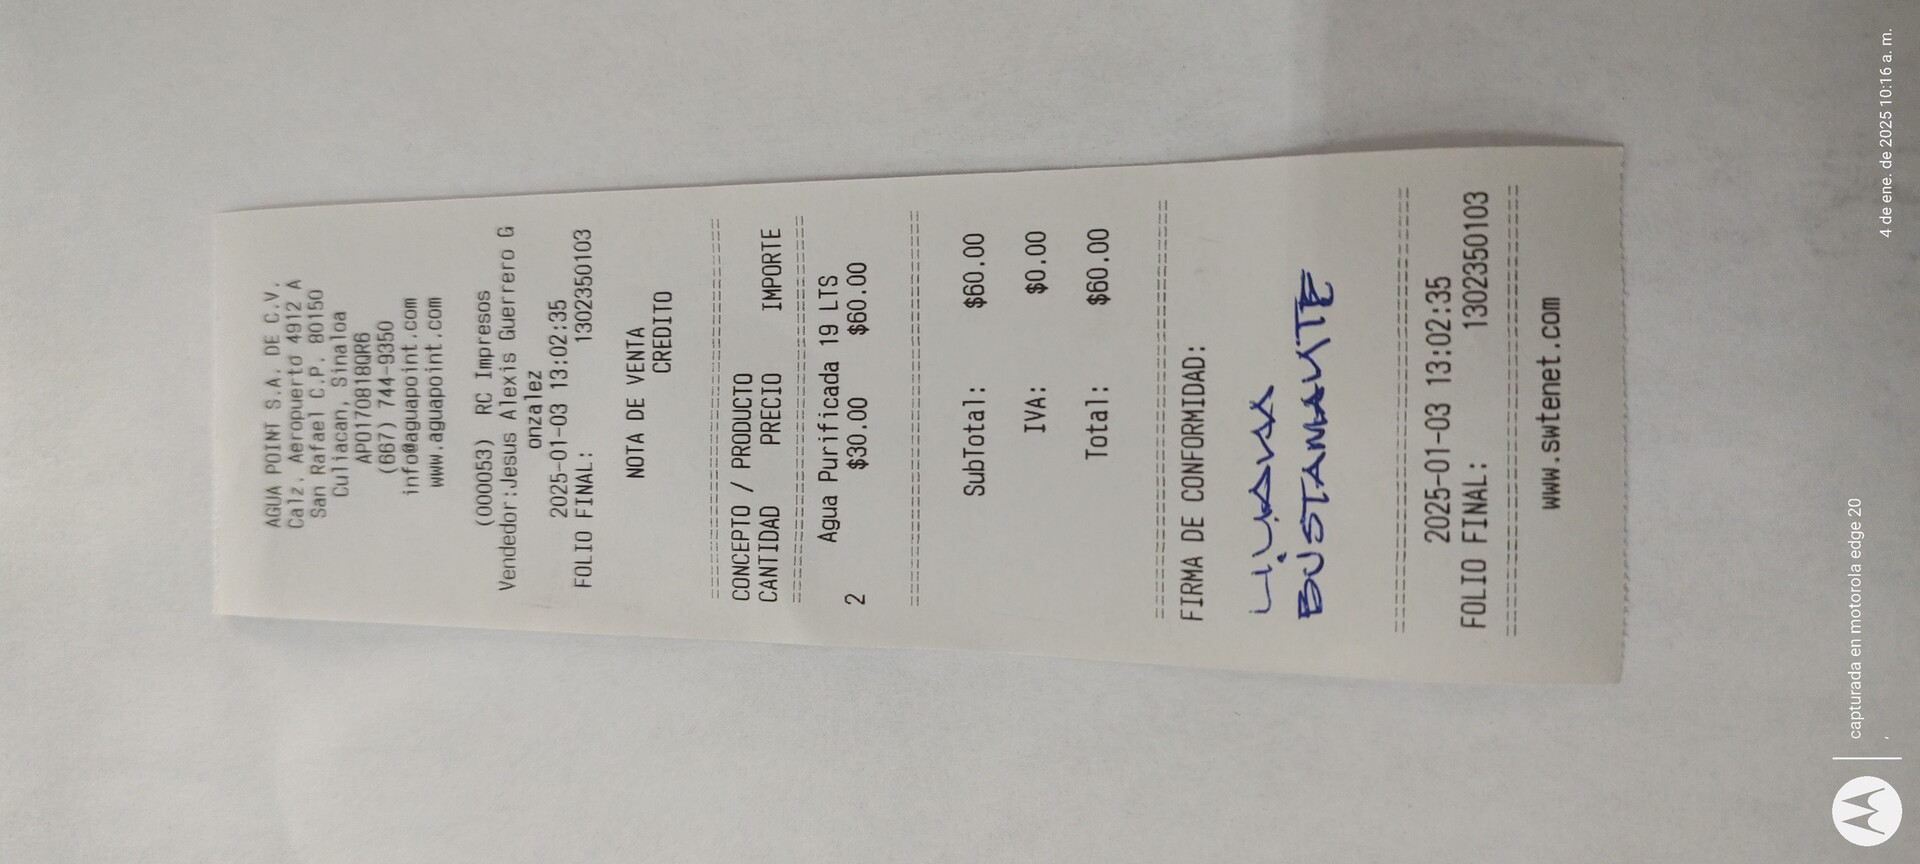 AGUA POINT S.A. DE C.V.
Calz, Aeropuerto 4912 A
San Rafael C.P. 80150
Culiacan, Sinaloa
APO170818QR6
(667) 744-9350
info@aguapoint.com
www.aguapoint.com
(000053) RC Impresos
Vendedor:Jesus Alexis Guerrero G
onzalez
2025-01-03 13:02:35
FOLIO FINAL: 1302350103
NOTA DE VENTA
CREDITO
================================
CONCEPTO / PRODUCTO
CANTIDAD PRECIO IMPORTE
================================
Agua Purificada 19 LTS
2 $30.00 $60.00
================================
SubTotal: $60.00
IVA: $0.00
Total: $60.00
================================
FIRMA DE CONFORMIDAD:
BUSTAMANTE
================================
2025-01-03 13:02:35
FOLIO FINAL: 1302350103
================================
www.swtenet.com
capturada en motorola edge 20
4 de ene. de 2025 10:16 a. m.